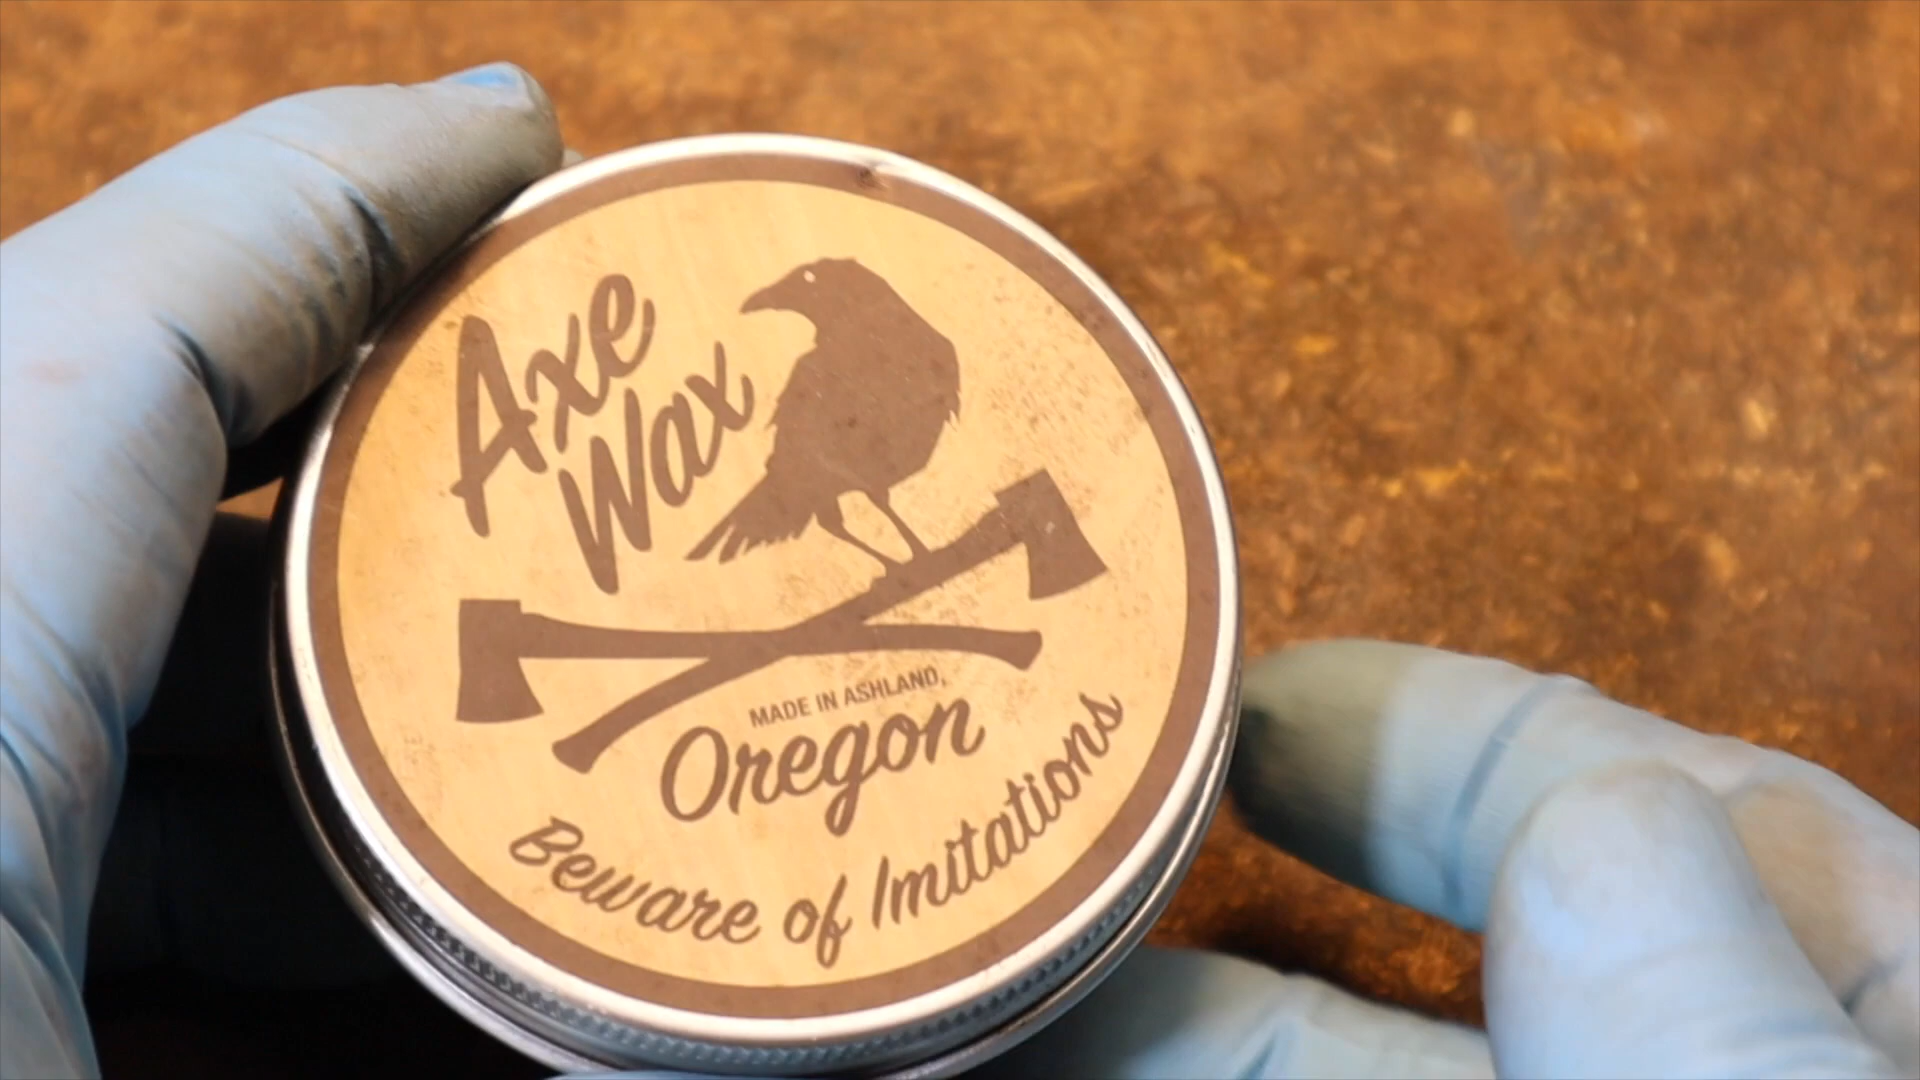 Axe
Wax
MADE IN ASHLAND,
Oregon
Beware of Imitations